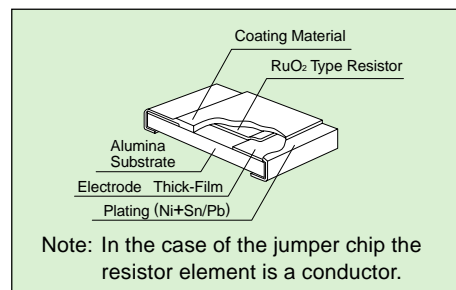 Coating Material
RuO₂ Type Resistor
Alumina
Substrate
Electrode Thick-Film
Plating (Ni+Sn/Pb)
Note: In the case of the jumper chip the
resistor element is a conductor.